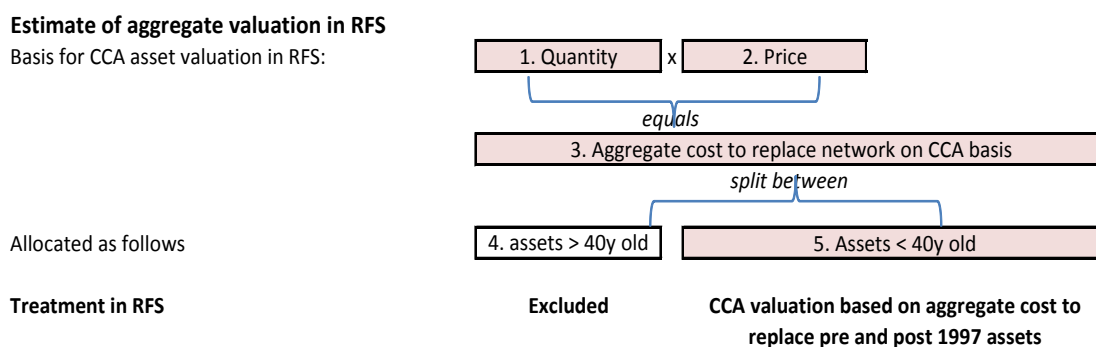 Estimate of aggregate valuation in RFS
Basis for CCA asset valuation in RFS:
1. Quantity x 2. Price
equals
3. Aggregate cost to replace network on CCA basis
split between
Allocated as follows
4. assets > 40y old
5. Assets < 40y old
Treatment in RFS
Excluded
CCA valuation based on aggregate cost to
replace pre and post 1997 assets